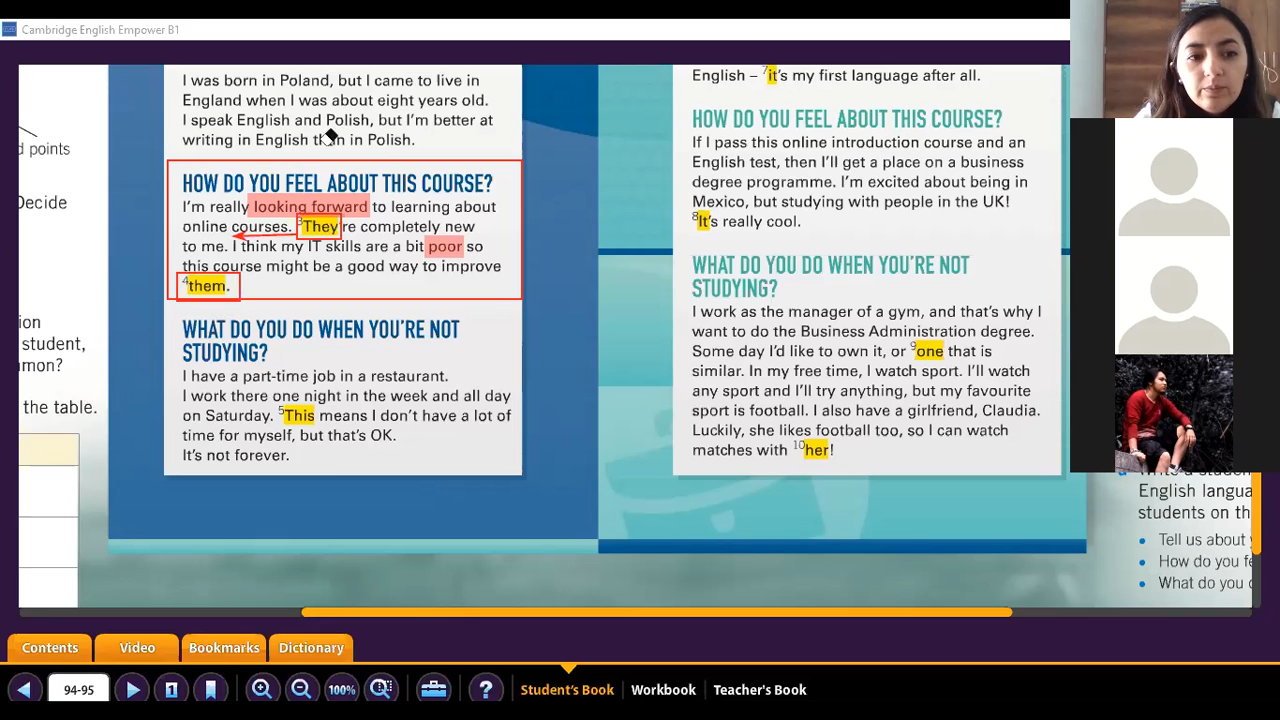 Cambridge English Empower B1
d points
Decide
ion
student,
mmon?
the table.
I was born in Poland, but I came to live in
England when I was about eight years old.
I speak English and Polish, but I'm better at
writing in English than in Polish.
HOW DO YOU FEEL ABOUT THIS COURSE?
I'm really looking forward to learning about
online courses. 3They're completely new
to me. I think my IT skills are a bit poor so
this course might be a good way to improve
4them.
WHAT DO YOU DO WHEN YOU'RE NOT
STUDYING?
I have a part-time job in a restaurant.
I work there one night in the week and all day
on Saturday. 5This means I don't have a lot of
time for myself, but that's OK.
It's not forever.
English – 7it's my first language after all.
HOW DO YOU FEEL ABOUT THIS COURSE?
If I pass this online introduction course and an
English test, then I'll get a place on a business
degree programme. I'm excited about being in
Mexico, but studying with people in the UK!
8It's really cool.
WHAT DO YOU DO WHEN YOU'RE NOT
STUDYING?
I work as the manager of a gym, and that's why I
want to do the Business Administration degree.
Some day I'd like to own it, or 9one that is
similar. In my free time, I watch sport. I'll watch
any sport and I'll try anything, but my favourite
sport is football. I also have a girlfriend, Claudia.
Luckily, she likes football too, so I can watch
matches with 10her!
English langua
students on th
• Tell us about
• How do you fe
• What do you
Contents Video Bookmarks Dictionary
94-95 1 100% ? Student's Book Workbook Teacher's Book